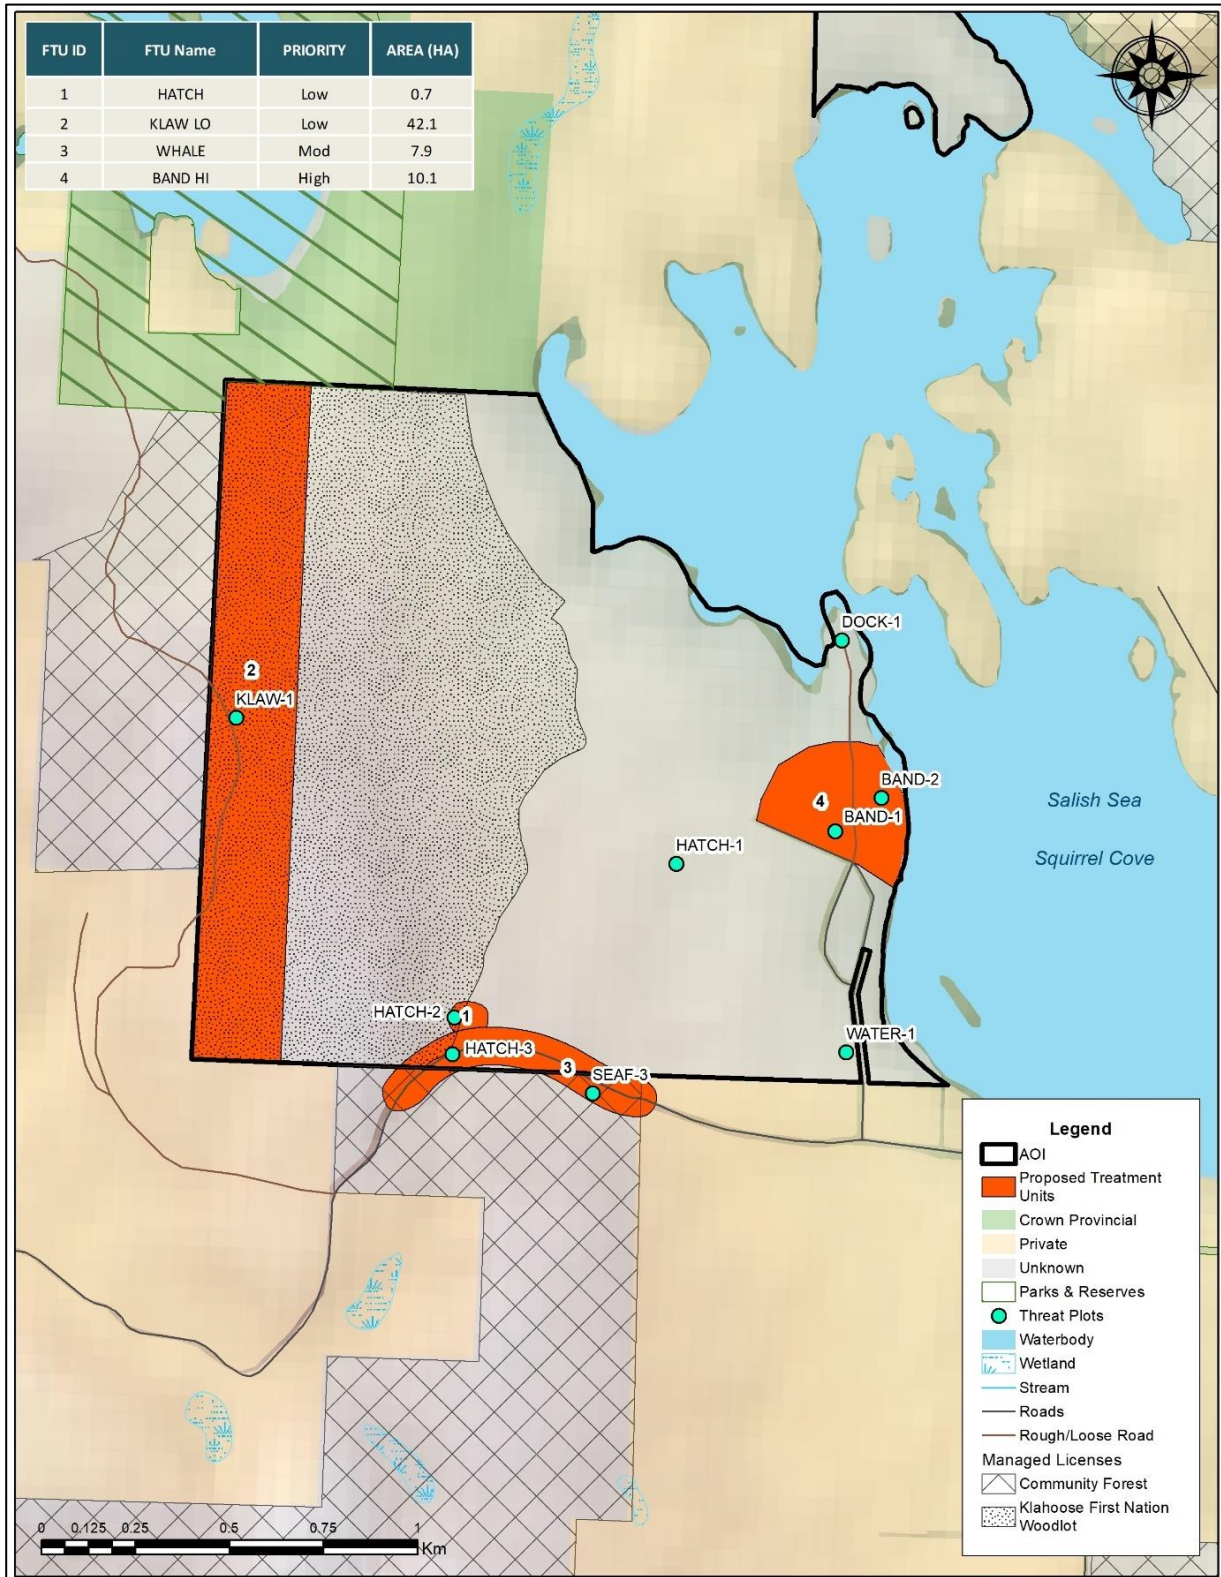 FTU ID FTU Name PRIORITY AREA (HA)
1 HATCH Low 0.7
2 KLAW LO Low 42.1
3 WHALE Mod 7.9
4 BAND HI High 10.1
DOCK-1
2
KLAW-1
BAND-2
4
BAND-1
Salish Sea
HATCH-1
Squirrel Cove
HATCH-2
1
HATCH-3
WATER-1
3
SEAF-3
Legend
AOI
Proposed Treatment
Units
Crown Provincial
Private
Unknown
Parks & Reserves
Threat Plots
Waterbody
Wetland
Stream
Roads
Rough/Loose Road
Managed Licenses
Community Forest
Klahoose First Nation
Woodlot
0 0.125 0.25 0.5 0.75 1
Km